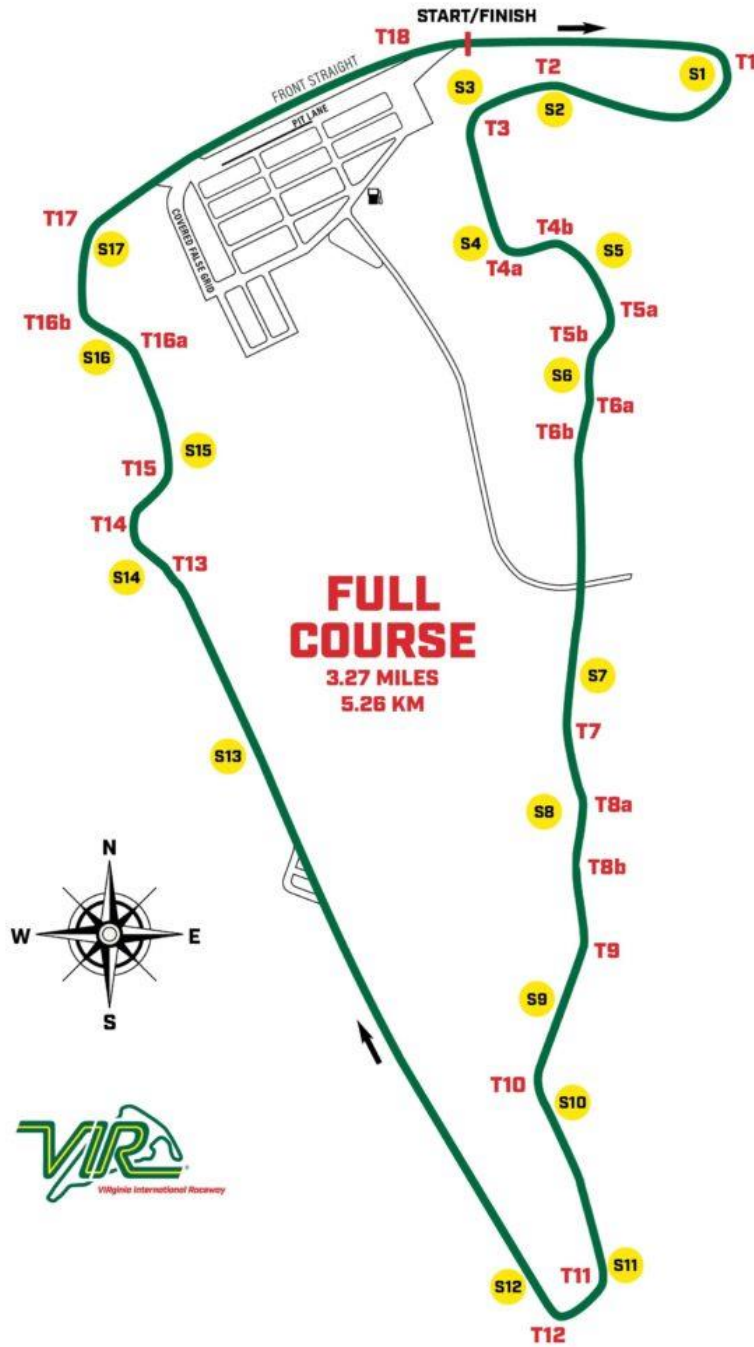 START/FINISH
T18
T1
S1
T2
S3
S2
FRONT STRAIGHT
T3
PIT LANE
T17
COVERED FALSE GRID
S17
S4
T4b
S5
T4a
T5a
T16b
T16a
T5b
S16
S6
T6a
T6b
S15
T15
T14
T13
S14
FULL
COURSE
3.27 MILES
5.26 KM
S7
T7
S13
S8
T8a
N
T8b
W
E
T9
S9
S
T10
S10
VIR
VIRginia International Raceway
®
S11
T11
S12
T12